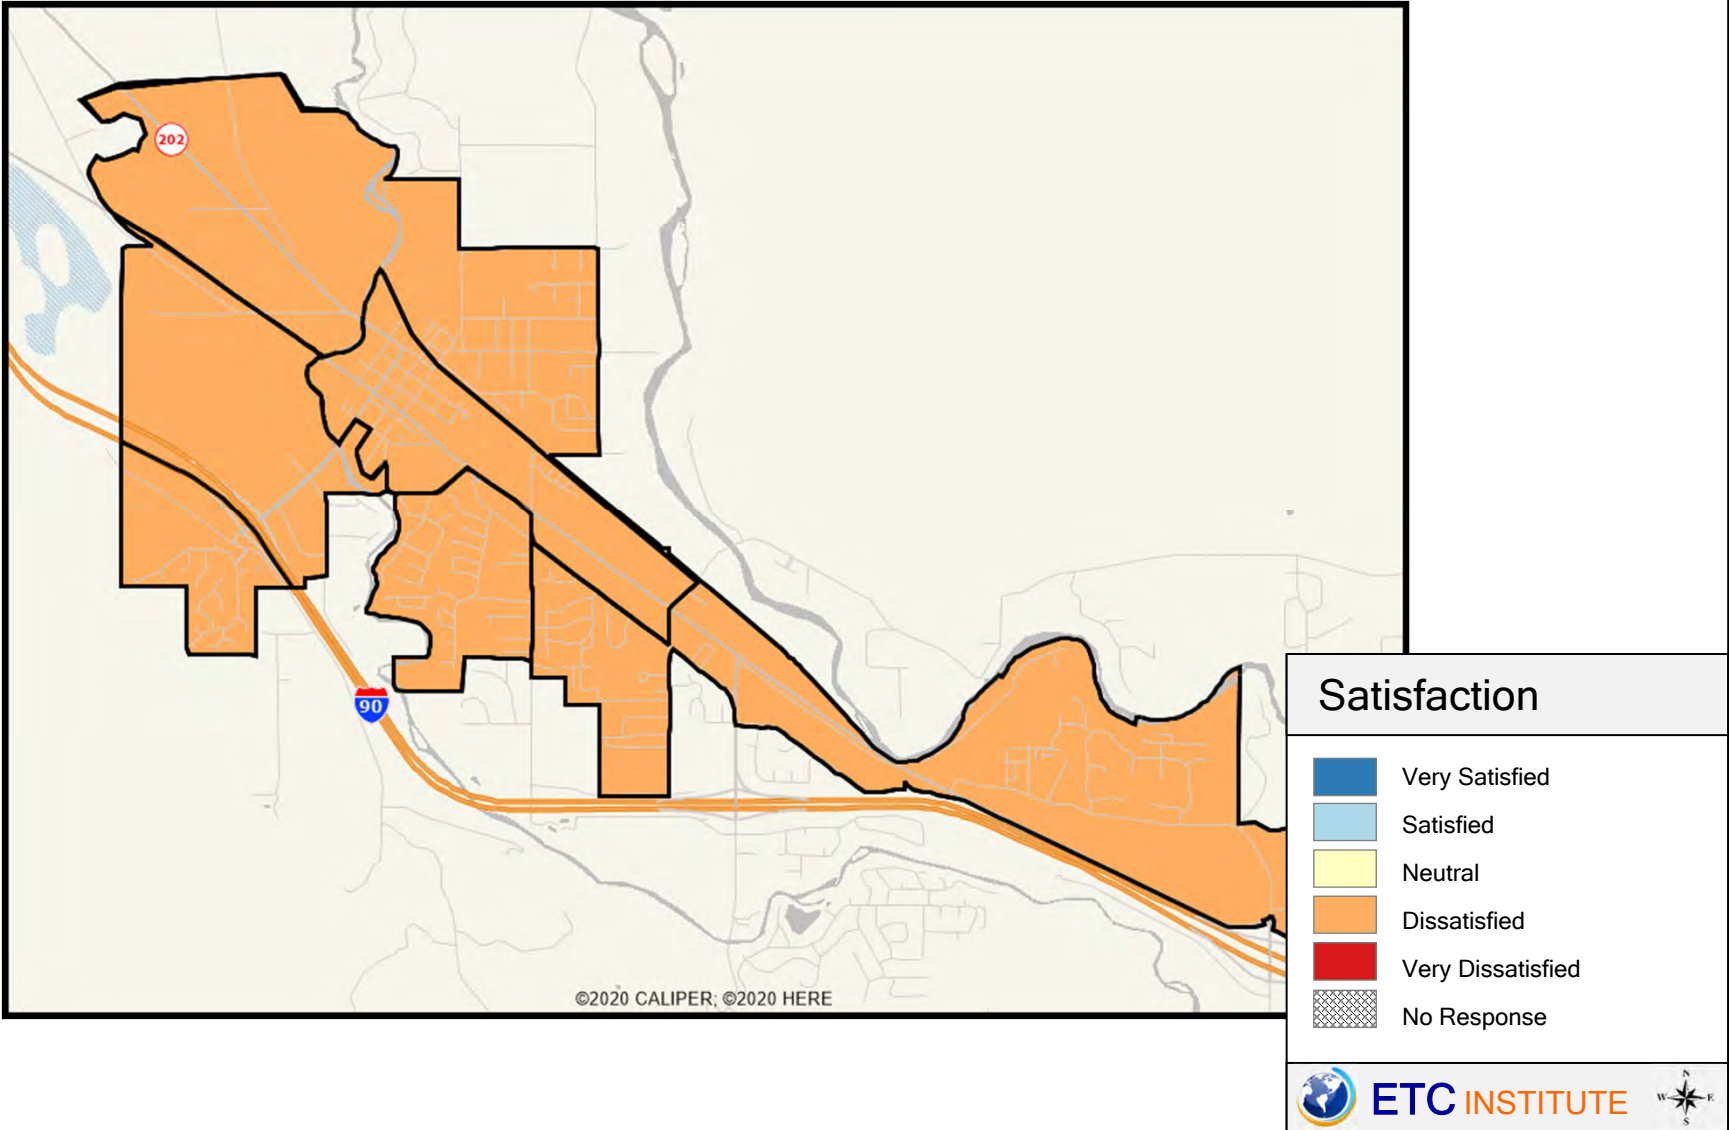 202
90
©2020 CALIPER; ©2020 HERE
Satisfaction
Very Satisfied
Satisfied
Neutral
Dissatisfied
Very Dissatisfied
No Response
ETC INSTITUTE
N
W E
S